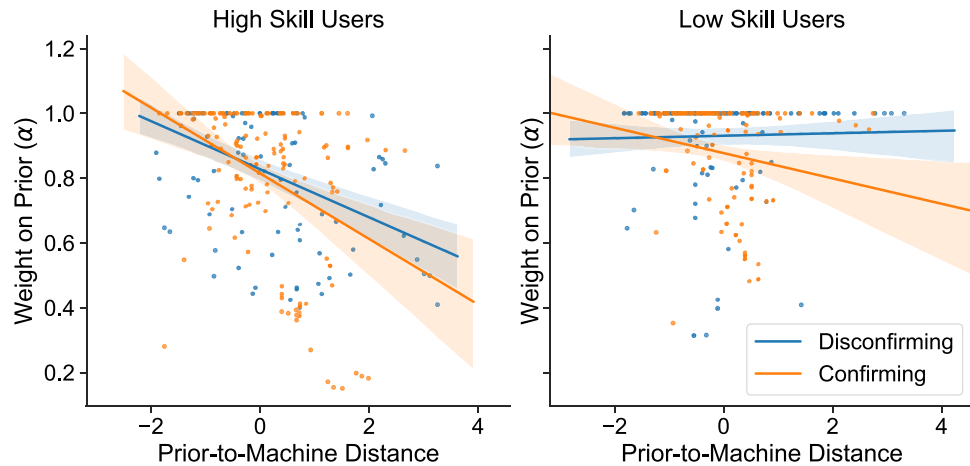 High Skill Users
Low Skill Users
Weight on Prior (α)
1.2
1.0
0.8
0.6
0.4
0.2
−2
0
2
4
Prior-to-Machine Distance
Weight on Prior (α)
−2
0
2
4
Prior-to-Machine Distance
Disconfirming
Confirming